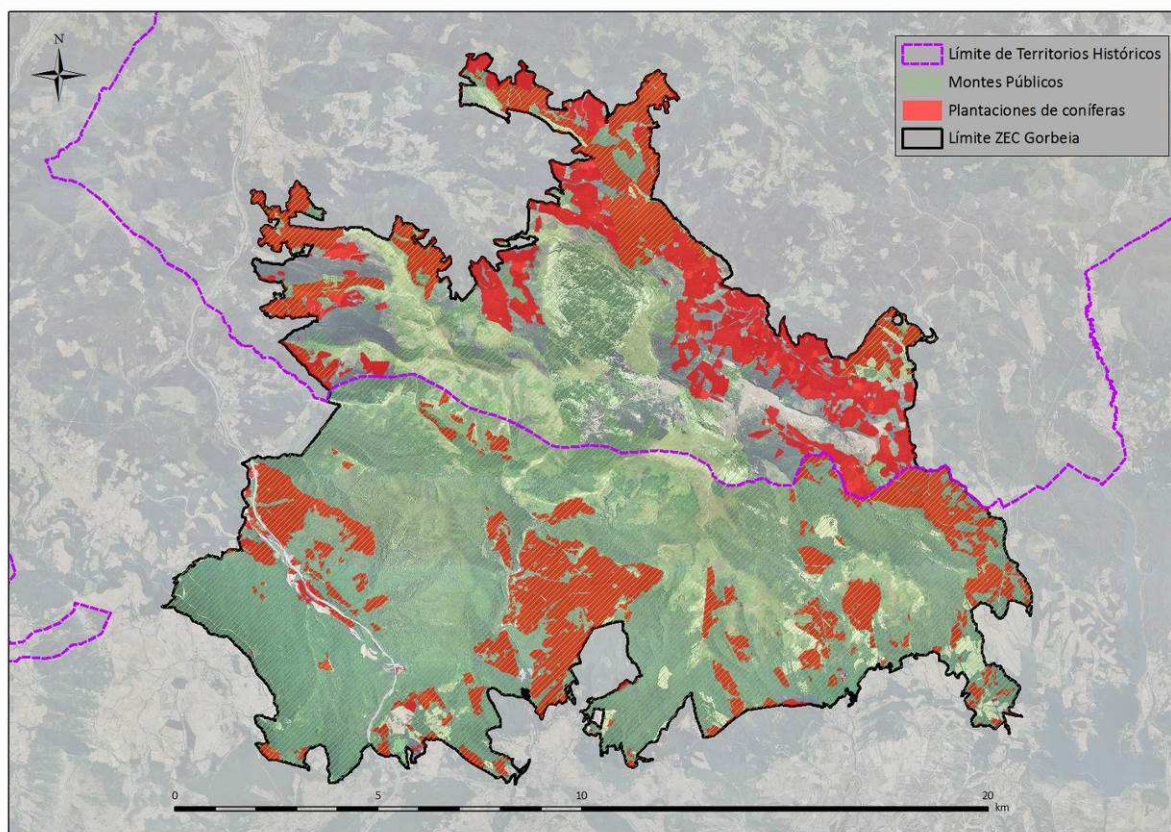 N
Límite de Territorios Históricos
Montes Públicos
Plantaciones de coníferas
Límite ZEC Gorbeia
0 5 10 20
km